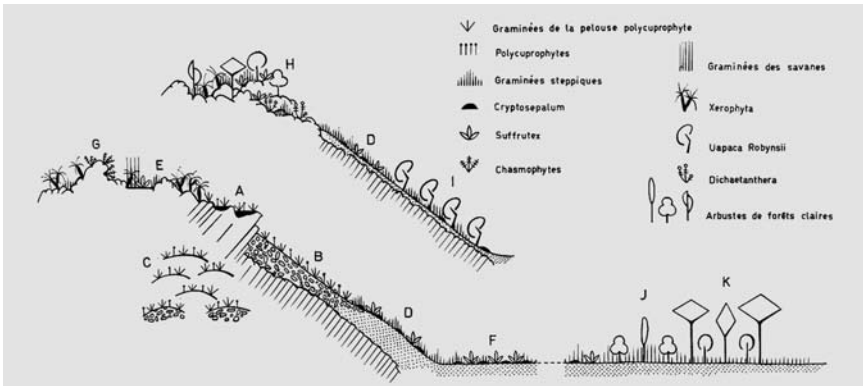 Graminées de la pelouse polycuprophyte
Polycuprophytes
Graminées steppiques
Cryptosepalum
Suffrutex
Chasmophytes
Graminées des savanes
Xerophyta
Uapaca Robynsii
Dichaetanthera
Arbustes de forêts claires
H
G
E
A
D
I
C
B
D
F
J
K